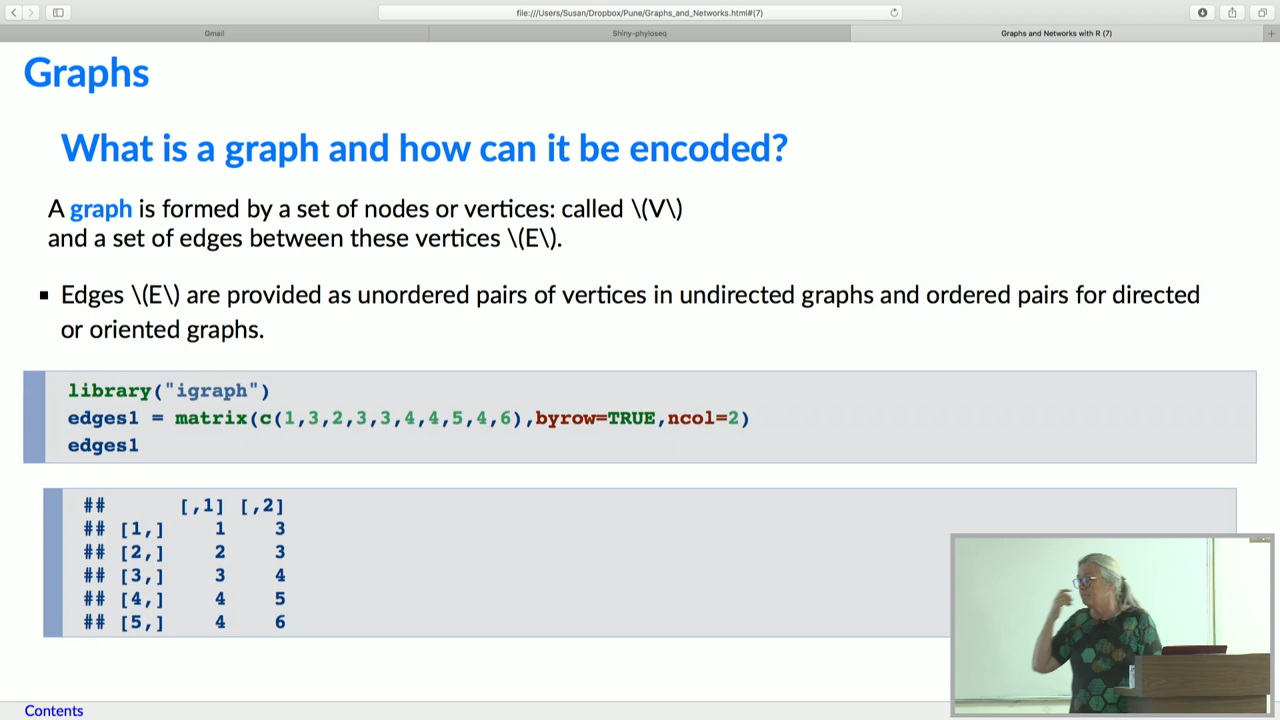 file:///Users/Susan/Dropbox/Pune/Graphs_and_Networks.html#(7)
Gmail
Shiny-phyloseq
Graphs and Networks with R (7)
Graphs
What is a graph and how can it be encoded?
A graph is formed by a set of nodes or vertices: called \(V\)
and a set of edges between these vertices \(E\).
Edges \(E\) are provided as unordered pairs of vertices in undirected graphs and ordered pairs for directed
or oriented graphs.
library("igraph")
edges1 = matrix(c(1,3,2,3,3,4,4,5,4,6),byrow=TRUE,ncol=2)
edges1
##      [,1] [,2]
## [1,]    1    3
## [2,]    2    3
## [3,]    3    4
## [4,]    4    5
## [5,]    4    6
Contents